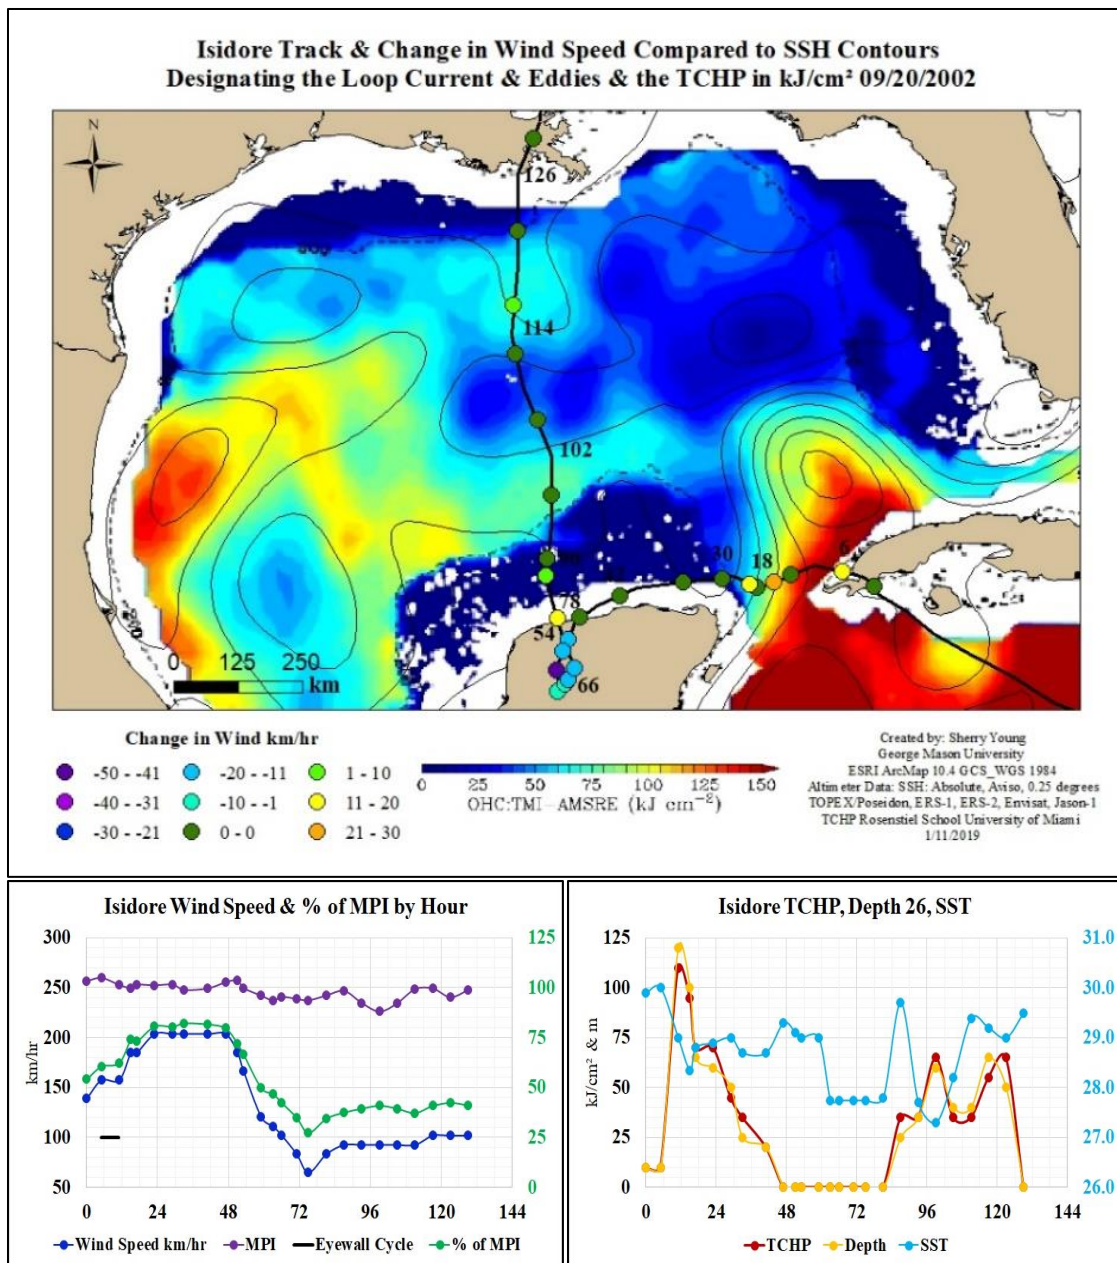 Isidore Track & Change in Wind Speed Compared to SSH Contours
Designating the Loop Current & Eddies & the TCHP in kJ/cm² 09/20/2002
N
126
114
102
30
18
6
78
54
66
0 125 250
km
Change in Wind km/hr
-50 - -41
-20 - -11
1 - 10
-40 - -31
-10 - -1
11 - 20
-30 - -21
0 - 0
21 - 30
0 25 50 75 100 125 150
OHC:TMI-AMSRE (kJ cm⁻²)
Created by: Sherry Young
George Mason University
ESRI ArcMap 10.4 GCS_WGS 1984
Altimeter Data: SSH: Absolute, Aviso, 0.25 degrees
TOPEX/Poseidon, ERS-1, ERS-2, Envisat, Jason-1
TCHP Rosenstiel School University of Miami
1/11/2019
Isidore Wind Speed & % of MPI by Hour
300
250
200
150
100
50
km/hr
125
100
75
50
25
0
0 24 48 72 96 120 144
Wind Speed km/hr MPI Eyewall Cycle % of MPI
Isidore TCHP, Depth 26, SST
125
100
75
50
25
0
kJ/cm² & m
31.0
30.0
29.0
28.0
27.0
26.0
0 24 48 72 96 120 144
TCHP Depth SST